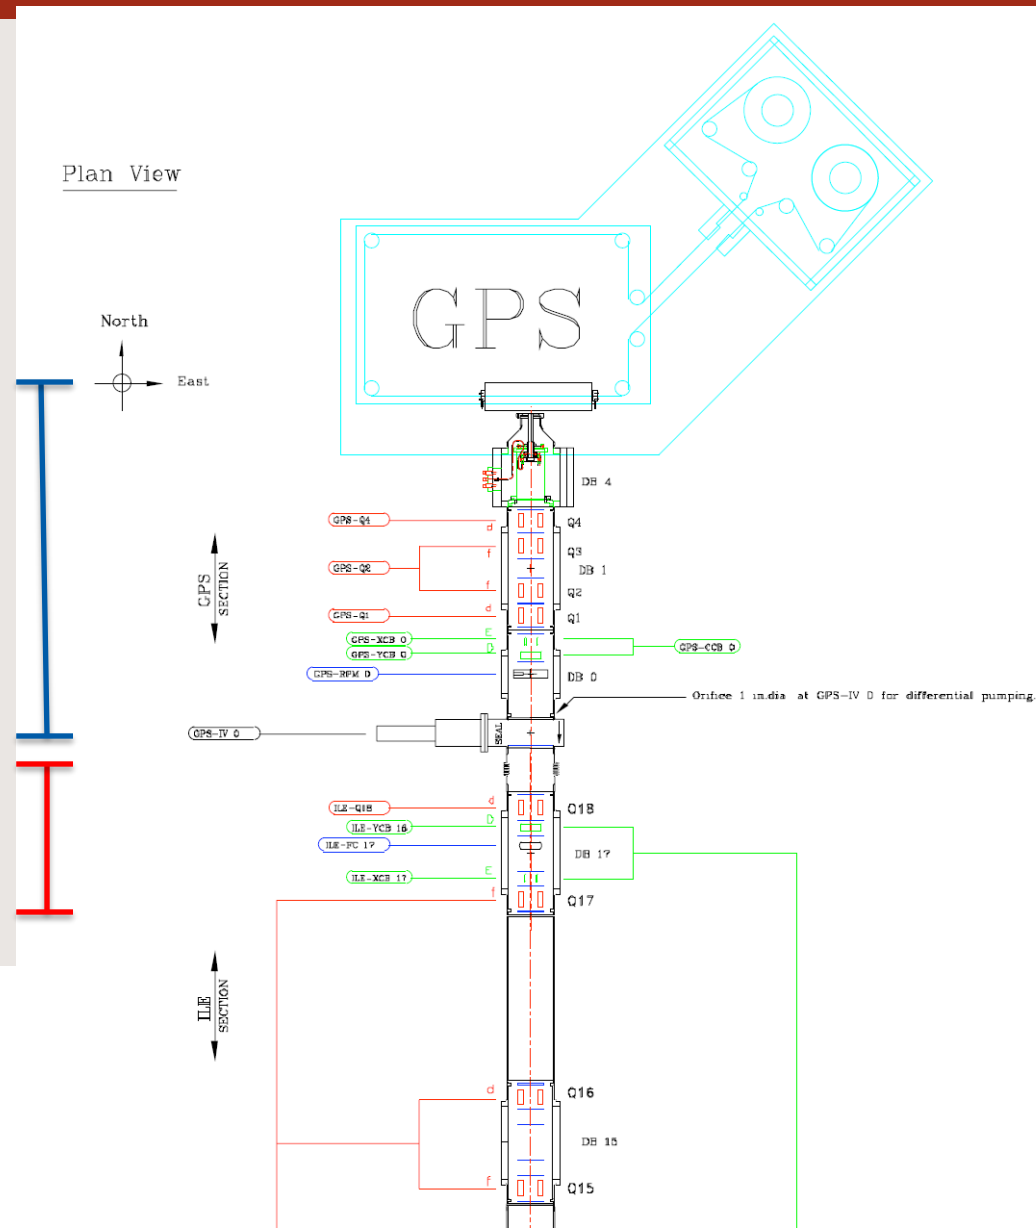 Plan View
GPS
North
East
DB 4
GPS-Q4
d
Q4
f
Q3
GPS-Q2
DB 1
f
Q2
GPS-Q1
d
Q1
GPS
SECTION
GPS-XCB 0
E
GPS-YCB 0
D
GPS-CCB 0
GPS-RPM 0
DB 0
Orifice 1 in.dia at GPS-IV 0 for differential pumping.
GPS-IV 0
SEAL
ILE-Q18
d
Q18
ILE-YCB 16
D
ILE-FC 17
DB 17
ILE-XCB 17
E
f
Q17
ILE
SECTION
d
Q16
f
Q15